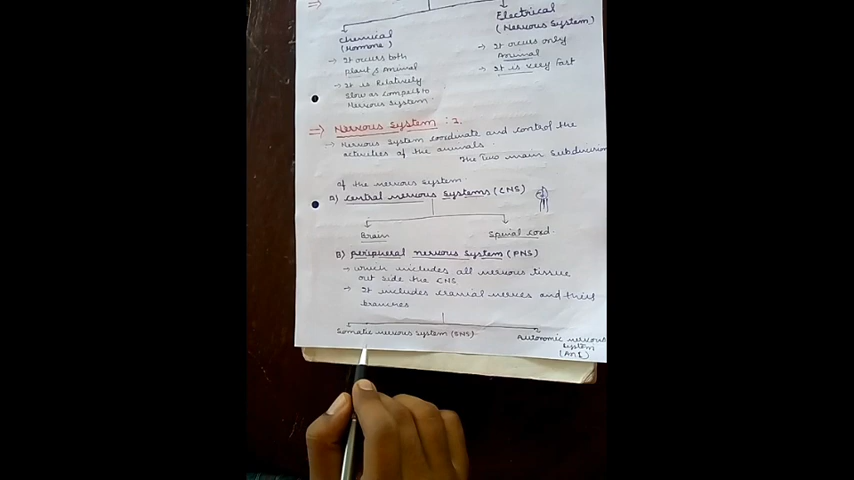 Electrical
(Nervous System)
Chemical
(Hormone)
→ It occurs both
Plant & Animal
→ It is Relatively
Slow as compect to
Nervous System
→ It occurs only
Animal
→ It is Very fast
⇒ Nervous System :-
→ Nervous System coordinate and control the
activities of the animals
The Two main Subdivision
of the nervous system
A) Central nervous Systems (CNS)
Brain
Spinal cord
B) Peripheral nervous System (PNS)
→ which includes all nervous tissue
out side the CNS
→ It includes cranial nerves and their
branches
Somatic nervous System (SNS)
Autonomic nervous
System
(ANS)